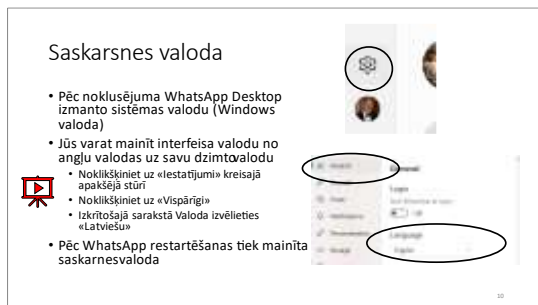 Saskarsnes valoda
• Pēc noklusējuma WhatsApp Desktop
izmanto sistēmas valodu (Windows
valoda)
• Jūs varat mainīt interfeisa valodu no
angļu valodas uz savu dzimtovalodu
• Noklikšķiniet uz «Iestatījumi» kreisajā
apakšējā stūrī
• Noklikšķiniet uz «Vispārīgi»
• Izkrītošajā sarakstā Valoda izvēlieties
«Latviešu»
• Pēc WhatsApp restartēšanas tiek mainīta
saskarnesvaloda
General
Login
Language
10